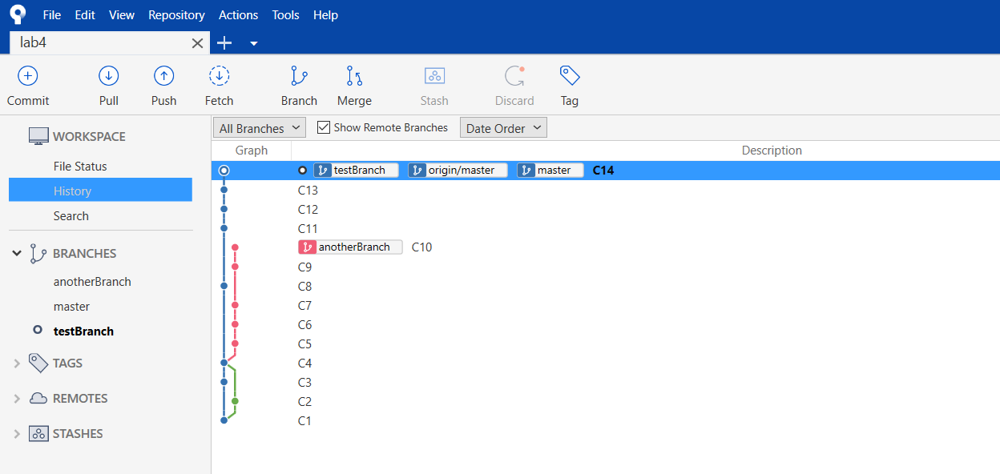 File Edit View Repository Actions Tools Help
lab4
Commit Pull Push Fetch Branch Merge Stash Discard Tag
WORKSPACE
File Status
History
Search
BRANCHES
anotherBranch
master
testBranch
TAGS
REMOTES
STASHES
All Branches Show Remote Branches Date Order
Graph Description
testBranch origin/master master C14
C13
C12
C11
anotherBranch C10
C9
C8
C7
C6
C5
C4
C3
C2
C1